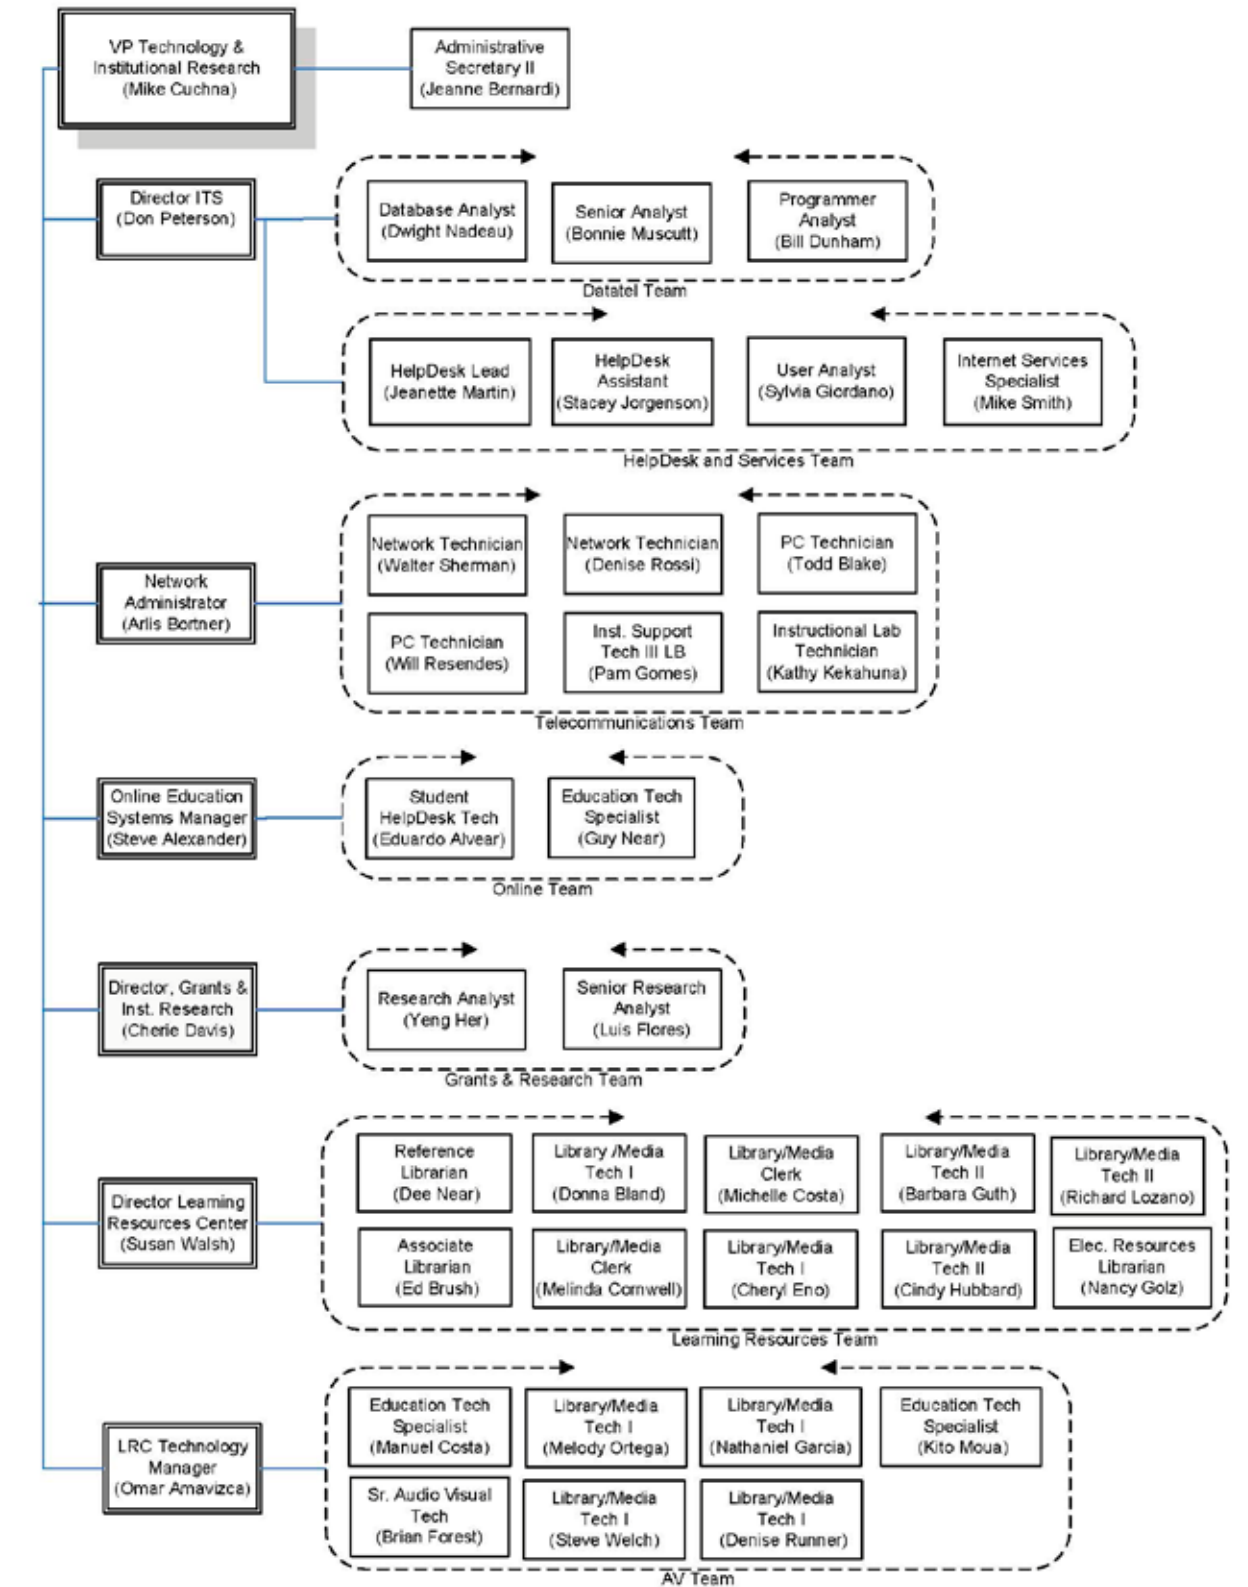 VP Technology &
Institutional Research
(Mike Cuchna)
Administrative
Secretary II
(Jeanne Bernardi)
Director ITS
(Don Peterson)
Database Analyst
(Dwight Nadeau)
Senior Analyst
(Bonnie Muscutt)
Programmer
Analyst
(Bill Dunham)
Datatel Team
HelpDesk Lead
(Jeanette Martin)
HelpDesk
Assistant
(Stacey Jorgenson)
User Analyst
(Sylvia Giordano)
Internet Services
Specialist
(Mike Smith)
HelpDesk and Services Team
Network
Administrator
(Arlis Bortner)
Network Technician
(Walter Sherman)
Network Technician
(Denise Rossi)
PC Technician
(Todd Blake)
PC Technician
(Will Resendes)
Inst. Support
Tech III LB
(Pam Gomes)
Instructional Lab
Technician
(Kathy Kekahuna)
Telecommunications Team
Online Education
Systems Manager
(Steve Alexander)
Student
HelpDesk Tech
(Eduardo Alvear)
Education Tech
Specialist
(Guy Near)
Online Team
Director, Grants &
Inst. Research
(Cherie Davis)
Research Analyst
(Yeng Her)
Senior Research
Analyst
(Luis Flores)
Grants & Research Team
Director Learning
Resources Center
(Susan Walsh)
Reference
Librarian
(Dee Near)
Library /Media
Tech I
(Donna Bland)
Library/Media
Clerk
(Michelle Costa)
Library/Media
Tech II
(Barbara Guth)
Library/Media
Tech II
(Richard Lozano)
Associate
Librarian
(Ed Brush)
Library/Media
Clerk
(Melinda Cornwell)
Library/Media
Tech I
(Cheryl Eno)
Library/Media
Tech II
(Cindy Hubbard)
Elec. Resources
Librarian
(Nancy Golz)
Learning Resources Team
LRC Technology
Manager
(Omar Amavizca)
Education Tech
Specialist
(Manuel Costa)
Library/Media
Tech I
(Melody Ortega)
Library/Media
Tech I
(Nathaniel Garcia)
Education Tech
Specialist
(Kito Moua)
Sr. Audio Visual
Tech
(Brian Forest)
Library/Media
Tech I
(Steve Welch)
Library/Media
Tech I
(Denise Runner)
AV Team